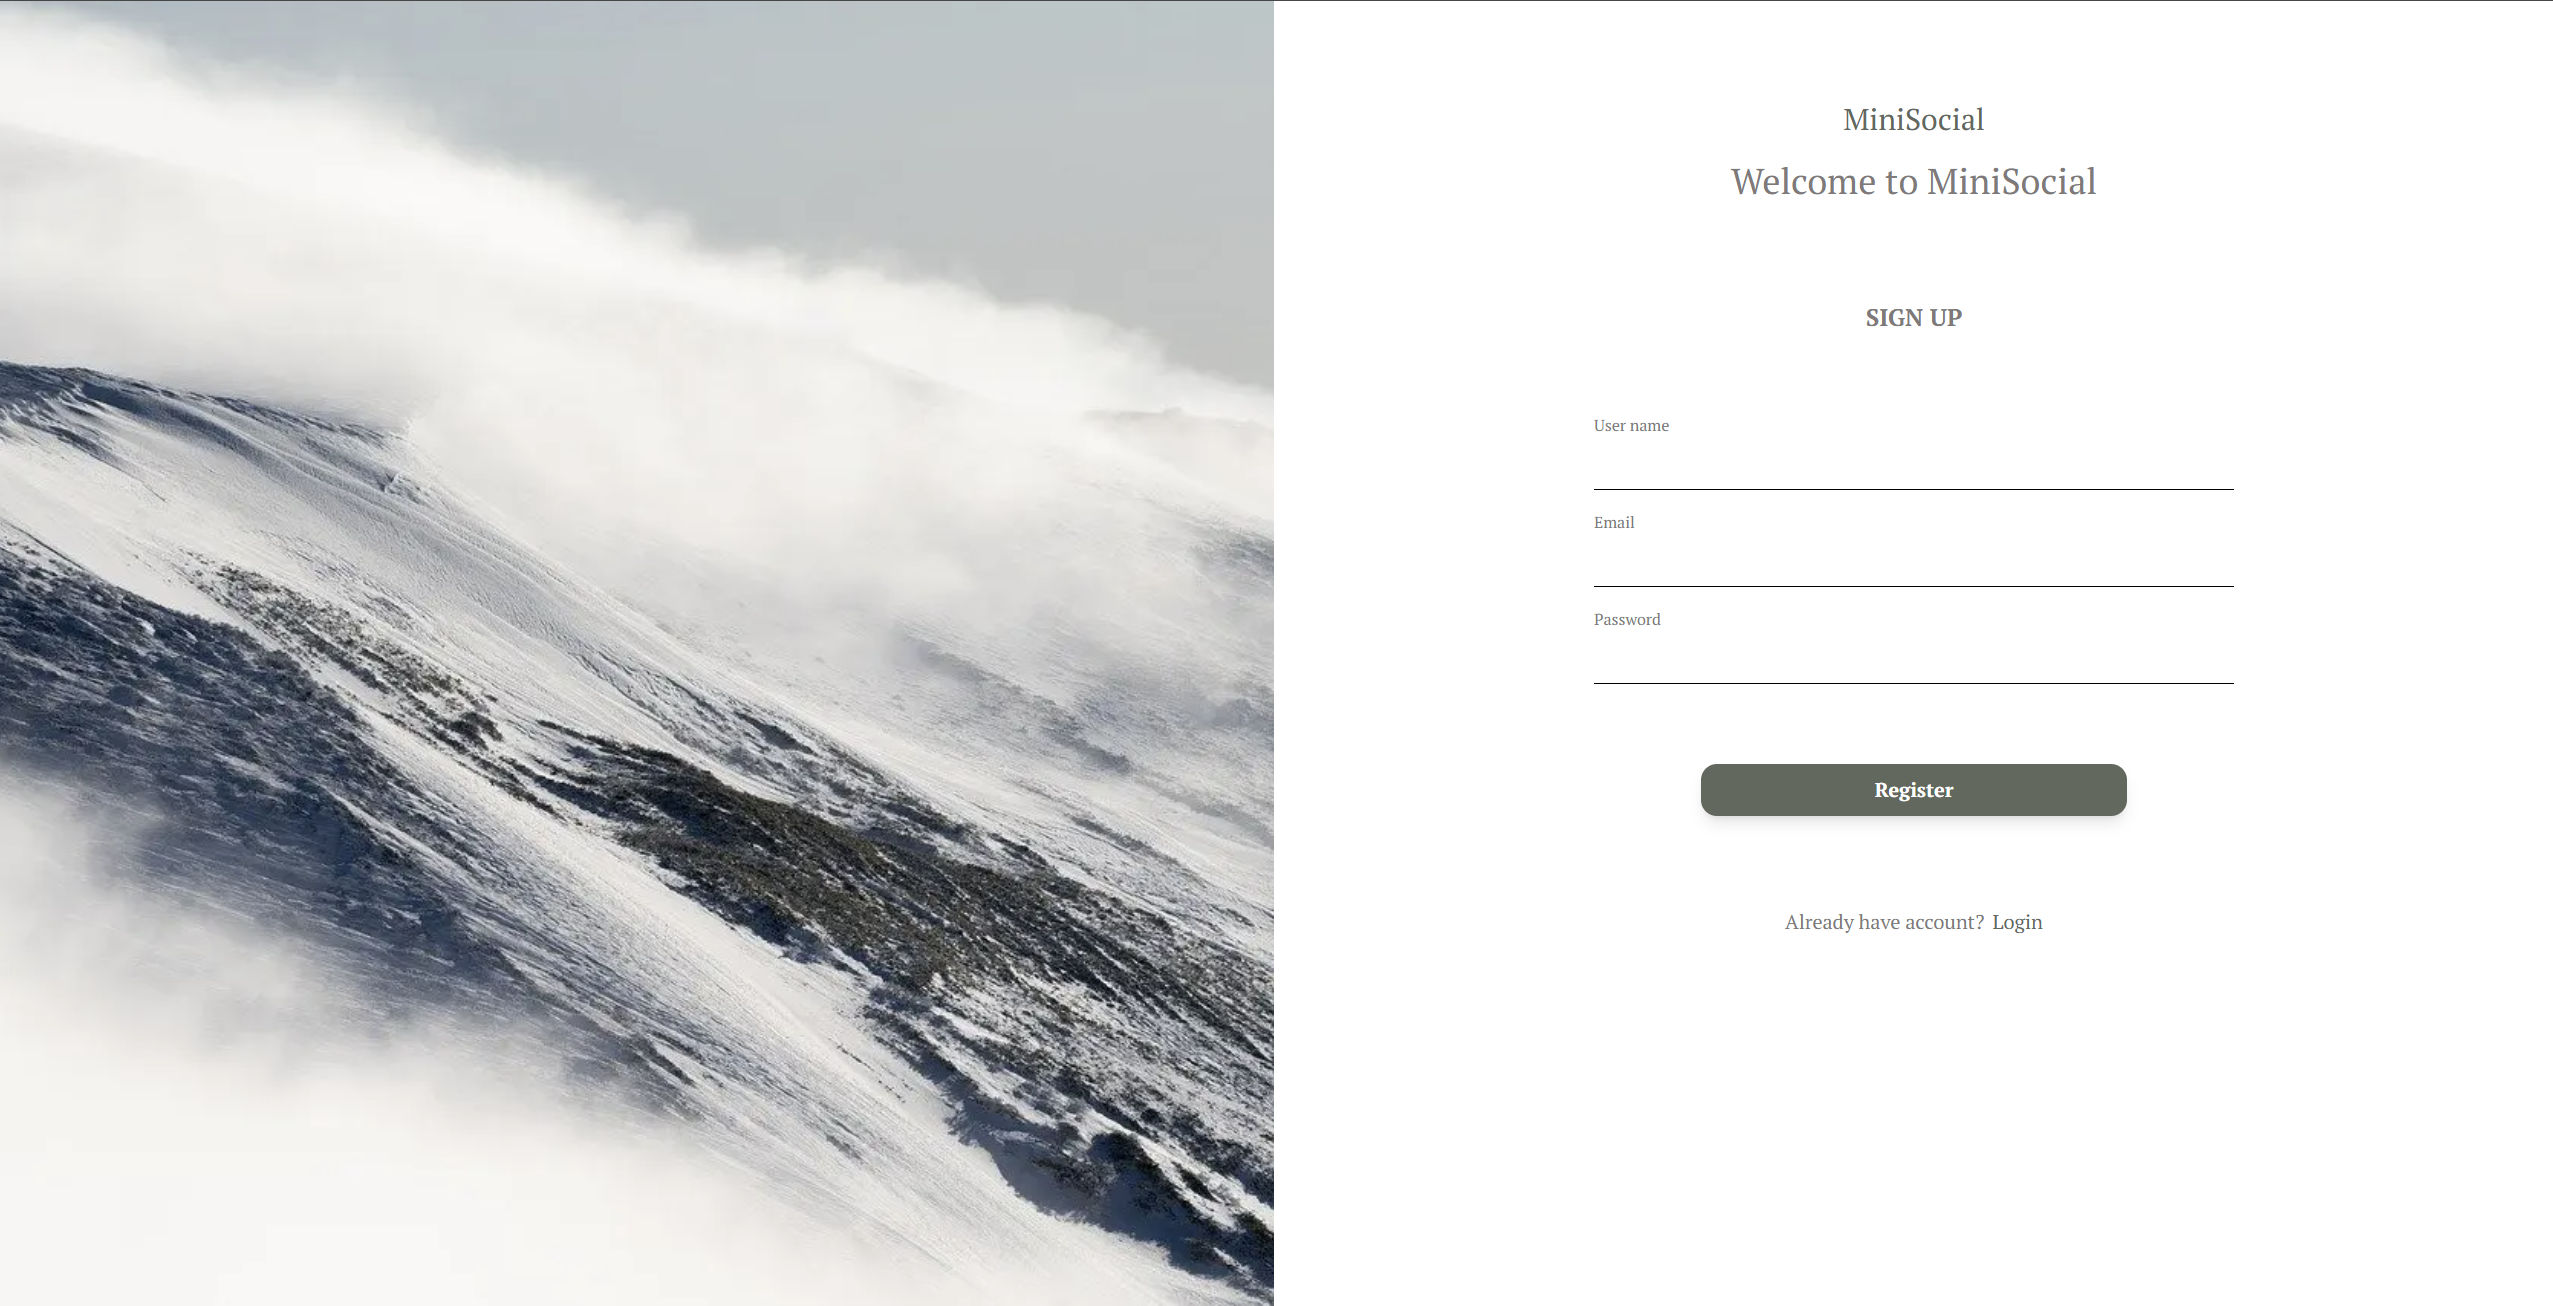 MiniSocial
Welcome to MiniSocial
SIGN UP
User name
Email
Password
Register
Already have account? Login